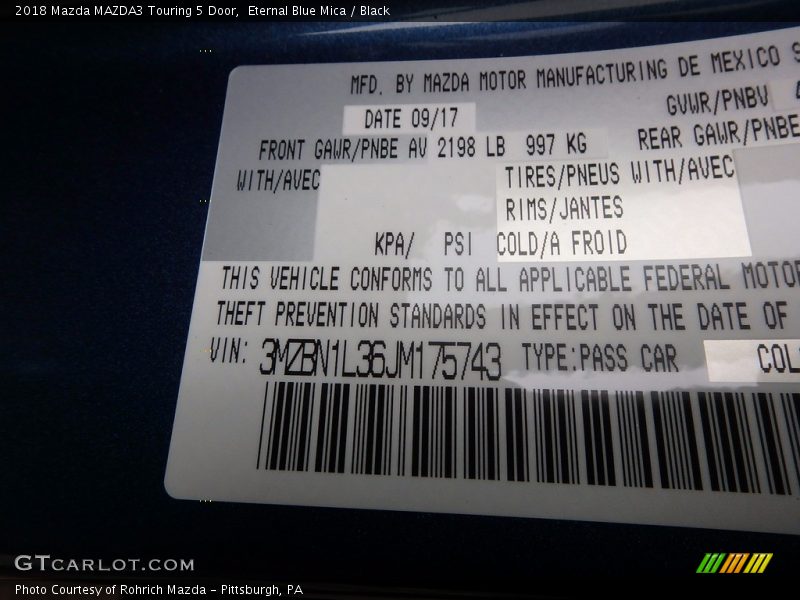 2018 Mazda MAZDA3 Touring 5 Door, Eternal Blue Mica / Black
MFD. BY MAZDA MOTOR MANUFACTURING DE MEXICO S
DATE 09/17
GVWR/PNBV
FRONT GAWR/PNBE AV 2198 LB 997 KG
REAR GAWR/PNBE
WITH/AVEC
TIRES/PNEUS WITH/AVEC
RIMS/JANTES
KPA/ PSI COLD/A FROID
THIS VEHICLE CONFORMS TO ALL APPLICABLE FEDERAL MOTOR
THEFT PREVENTION STANDARDS IN EFFECT ON THE DATE OF
VIN: 3MZBN1L36JM175743 TYPE:PASS CAR
GTCARLOT.COM
Photo Courtesy of Rohrich Mazda - Pittsburgh, PA